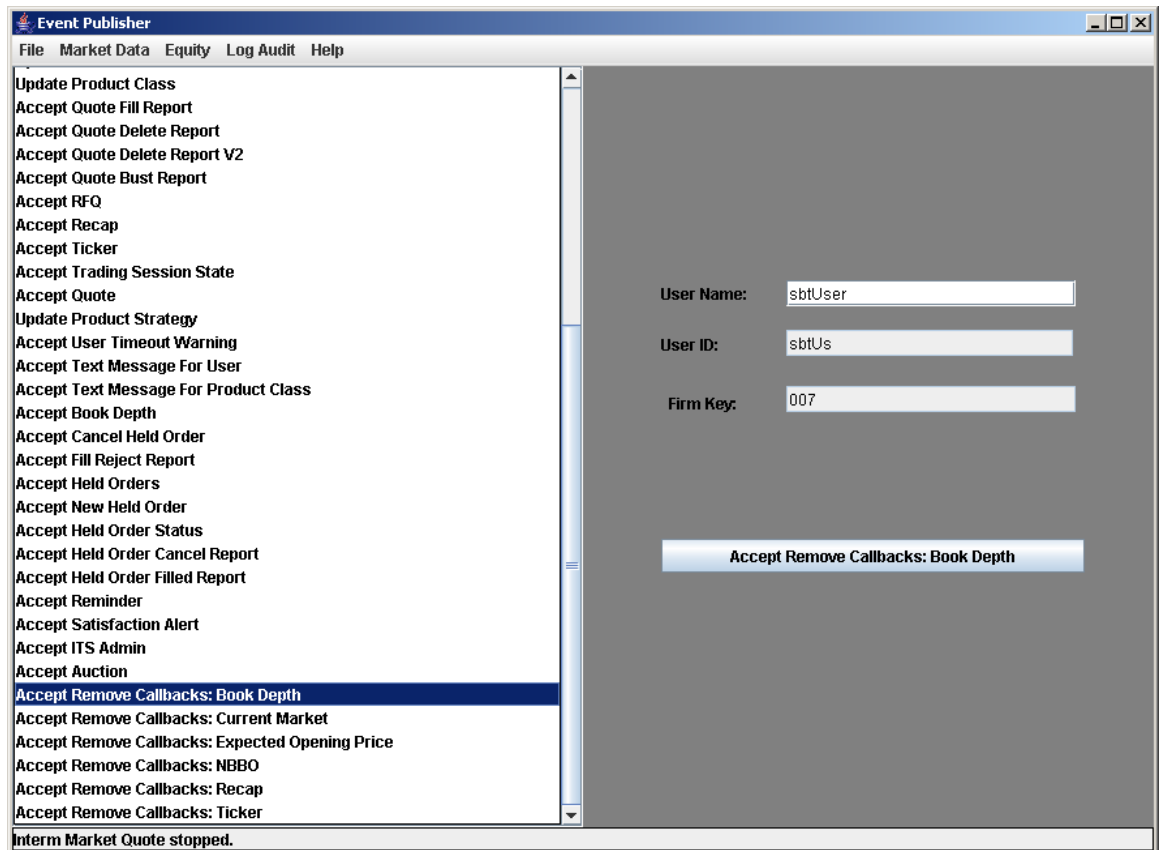 Event Publisher
File Market Data Equity Log Audit Help
Update Product Class
Accept Quote Fill Report
Accept Quote Delete Report
Accept Quote Delete Report V2
Accept Quote Bust Report
Accept RFQ
Accept Recap
Accept Ticker
Accept Trading Session State
Accept Quote
Update Product Strategy
Accept User Timeout Warning
Accept Text Message For User
Accept Text Message For Product Class
Accept Book Depth
Accept Cancel Held Order
Accept Fill Reject Report
Accept Held Orders
Accept New Held Order
Accept Held Order Status
Accept Held Order Cancel Report
Accept Held Order Filled Report
Accept Reminder
Accept Satisfaction Alert
Accept ITS Admin
Accept Auction
Accept Remove Callbacks: Book Depth
Accept Remove Callbacks: Current Market
Accept Remove Callbacks: Expected Opening Price
Accept Remove Callbacks: NBBO
Accept Remove Callbacks: Recap
Accept Remove Callbacks: Ticker
User Name: sbtUser
User ID: sbtUs
Firm Key: 007
Accept Remove Callbacks: Book Depth
Interm Market Quote stopped.